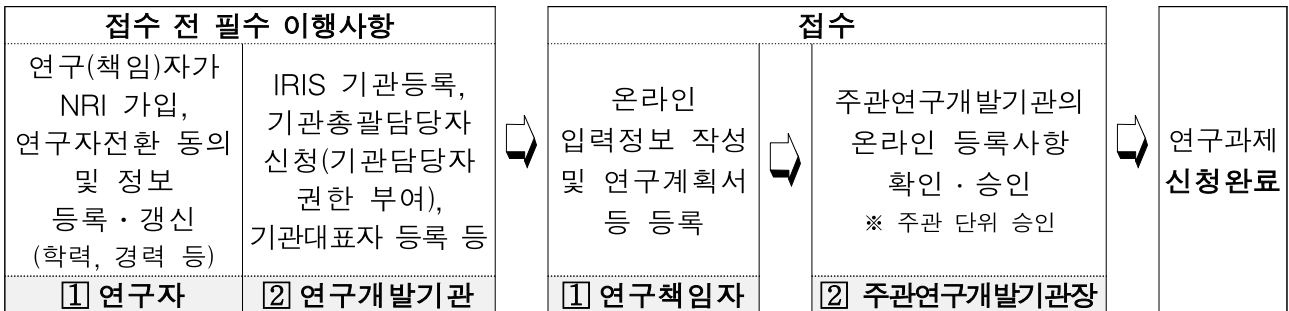 접수 전 필수 이행사항
연구(책임)자가
NRI 가입,
연구자전환 동의
및 정보
등록·갱신
(학력, 경력 등)
1 연구자
IRIS 기관등록,
기관총괄담당자
신청(기관담당자
권한 부여),
기관대표자 등록 등
2 연구개발기관
접수
온라인
입력정보 작성
및 연구계획서
등 등록
1 연구책임자
주관연구개발기관의
온라인 등록사항
확인·승인
※ 주관 단위 승인
2 주관연구개발기관장
연구과제
신청완료